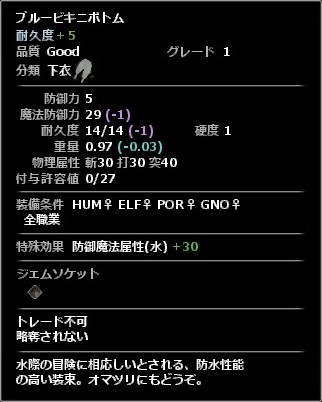 ブルービキニボトム
耐久度+5
品質 Good グレード 1
分類 下衣
防御力 5
魔法防御力 29 (-1)
耐久度 14/14 (-1) 硬度 1
重量 0.97 (-0.03)
物理属性 斬30 打30 突40
付与許容値 0/27
装備条件 HUM♀ ELF♀ POR♀ GNO♀
全職業
特殊効果 防御魔法属性(水) +30
ジェムソケット
トレード不可
略奪されない
水際の冒険に相応しいとされる、防水性能
の高い装束。オマツリにもどうぞ。